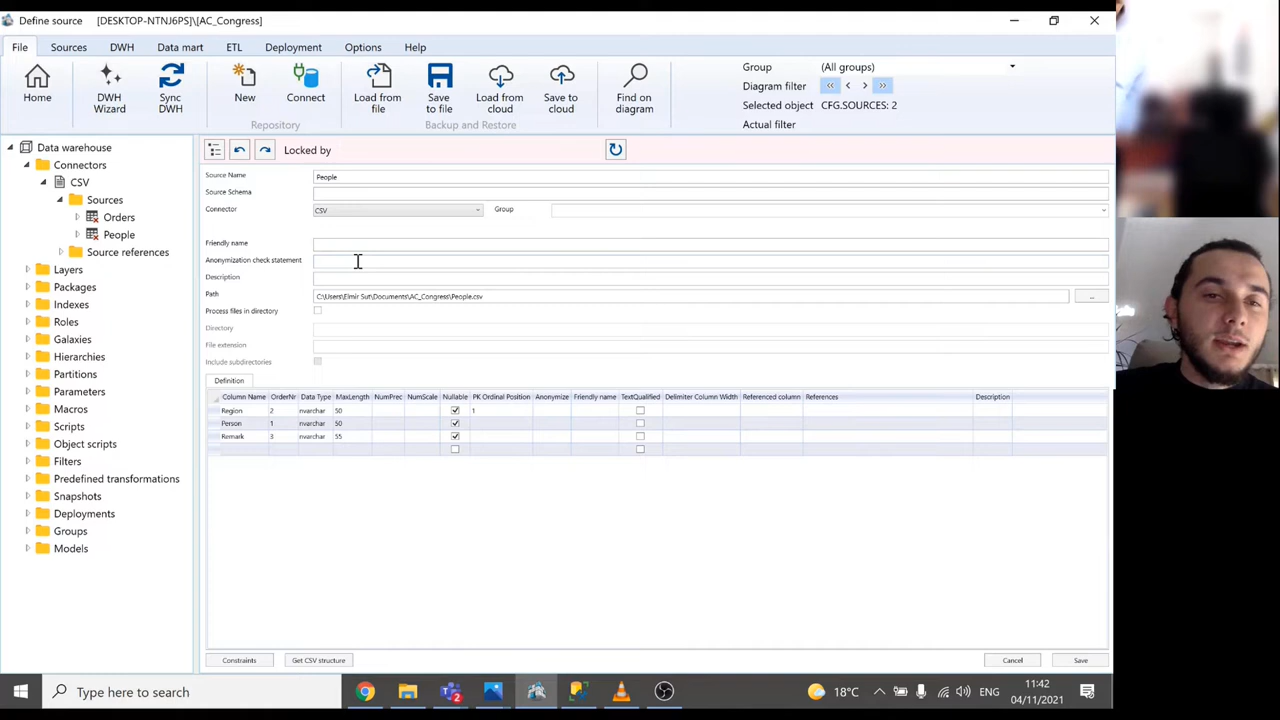 Define source [DESKTOP-NTNJ6PS]\[AC_Congress]
File Sources DWH Data mart ETL Deployment Options Help
Home
DWH Wizard
Sync DWH
New
Connect
Repository
Load from file
Save to file
Load from cloud
Save to cloud
Backup and Restore
Find on diagram
Group (All groups)
Diagram filter
Selected object CFG.SOURCES: 2
Actual filter
Data warehouse
Connectors
CSV
Sources
Orders
People
Source references
Layers
Packages
Indexes
Roles
Galaxies
Hierarchies
Partitions
Parameters
Macros
Scripts
Object scripts
Filters
Predefined transformations
Snapshots
Deployments
Groups
Models
Locked by
Source Name People
Source Schema
Connector CSV Group
Friendly name
Anonymization check statement
Description
Path C:\Users\Elmir Sut\Documents\AC_Congress\People.csv ...
Process files in directory
Directory
File extension
Include subdirectories
Definition
Column Name OrderNr Data Type MaxLength NumPrec NumScale Nullable PK Ordinal Position Anonymize Friendly name TextQualified Delimiter Column Width Referenced column References Description
Region 2 nvarchar 50 1
Person 1 nvarchar 50
Remark 3 nvarchar 55
Constraints Get CSV structure Cancel Save
Type here to search 2 18°C ENG 11:42
04/11/2021